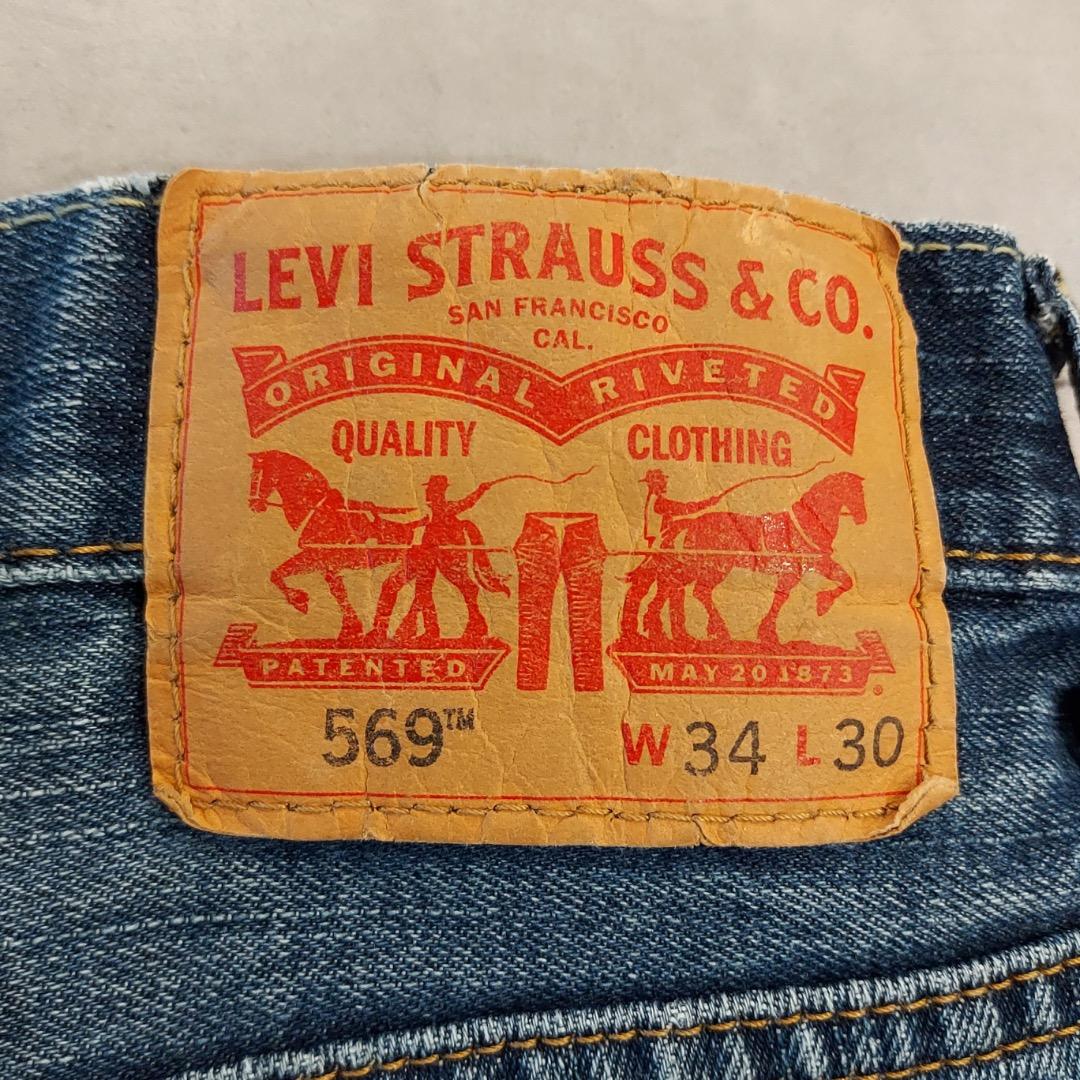 LEVI STRAUSS & CO.
SAN FRANCISCO
CAL.
ORIGINAL RIVETED
QUALITY CLOTHING
PATENTED MAY 20 1873 ®
569™ W 34 L 30